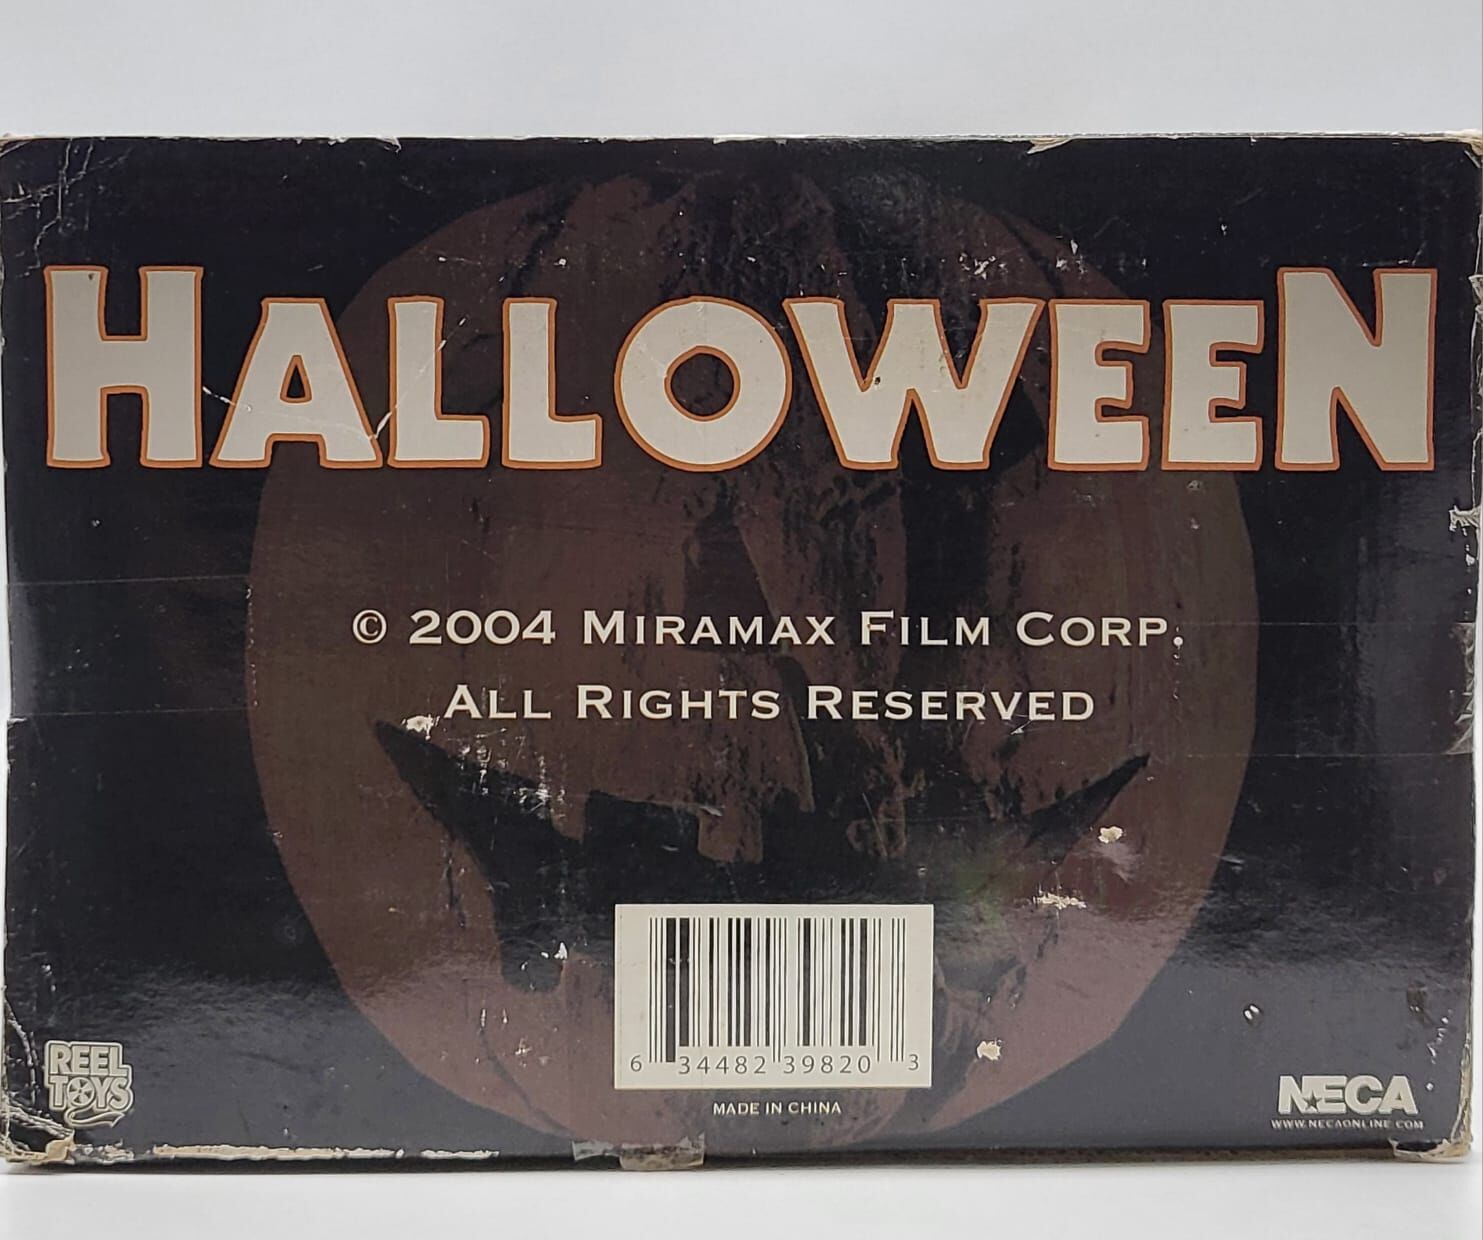 HALLOWEEN
© 2004 MIRAMAX FILM CORP.
ALL RIGHTS RESERVED
6 34482 39820 3
MADE IN CHINA
REEL
TOYS
NECA
WWW.NECAONLINE.COM